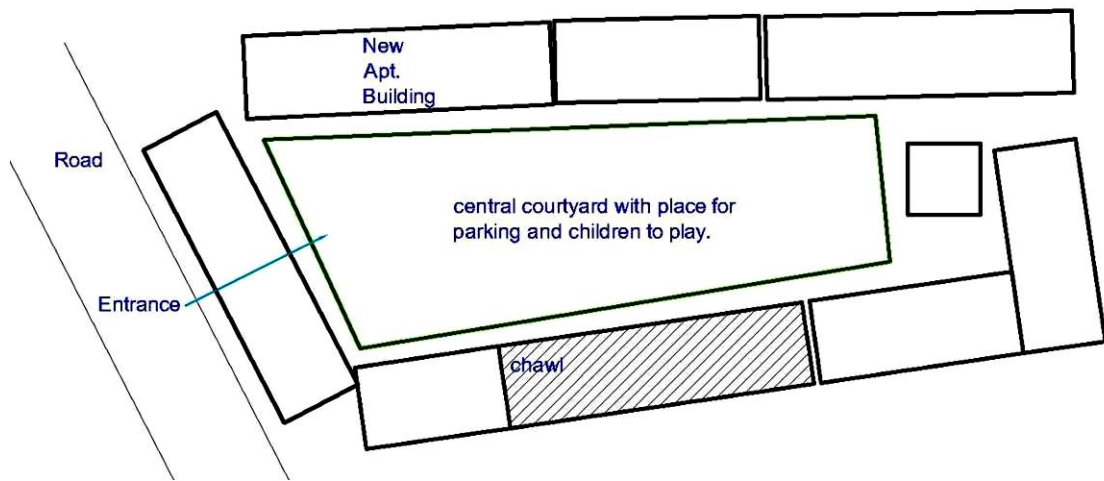 New
Apt.
Building
Road
central courtyard with place for
parking and children to play.
Entrance
chawl